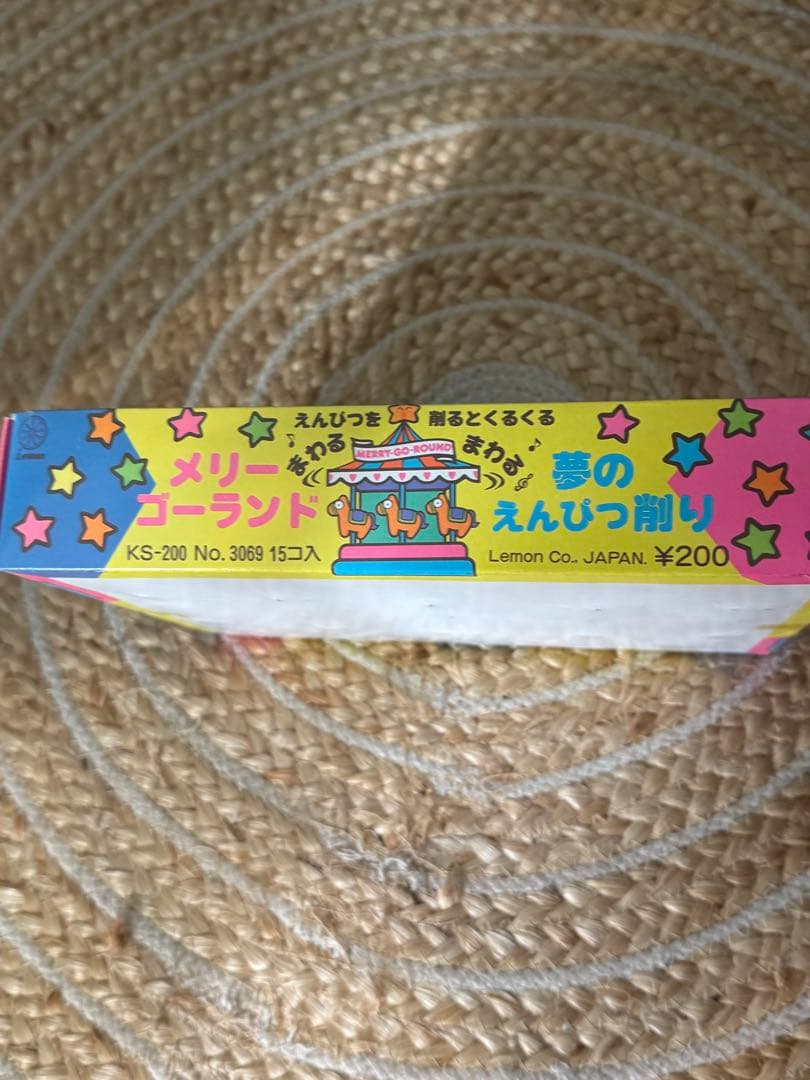 えんぴつを 削るとくるくる
まわる MERRY-GO-ROUND まわる
メリー
ゴーランド
夢の
えんぴつ削り
KS-200 No. 3069 15コ入
Lemon Co., JAPAN. ¥200